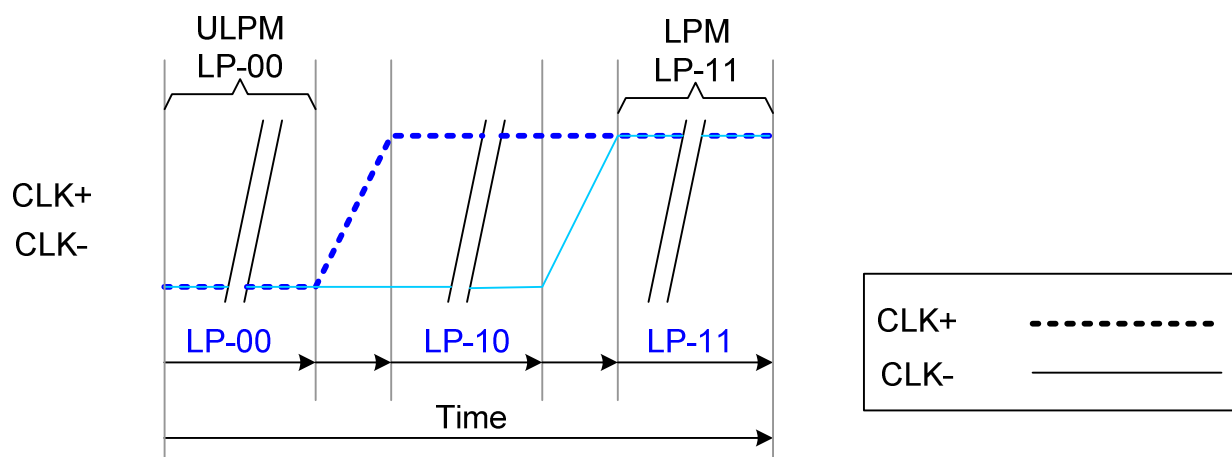 ULPM
LP-00
LPM
LP-11
CLK+
CLK-
LP-00
LP-10
LP-11
Time
CLK+
CLK-